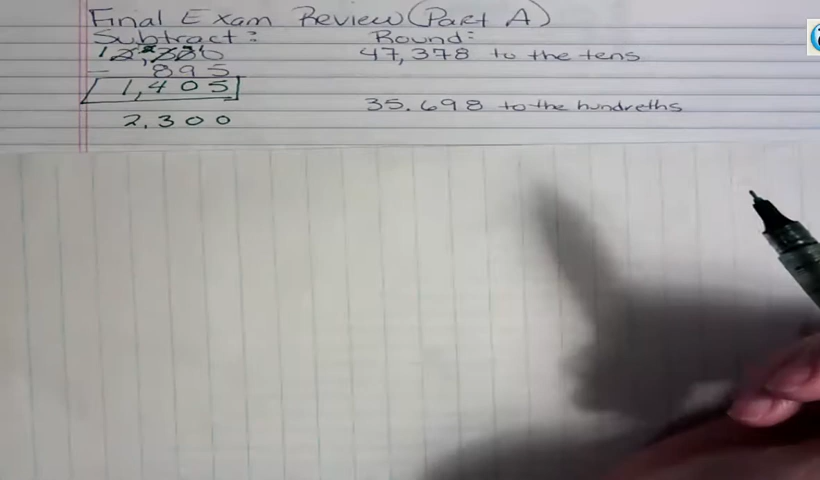 Final Exam Review (Part A)
Subtract: Round:
47,378 to the tens
- 895
1,405
35.698 to the hundreths
2,300